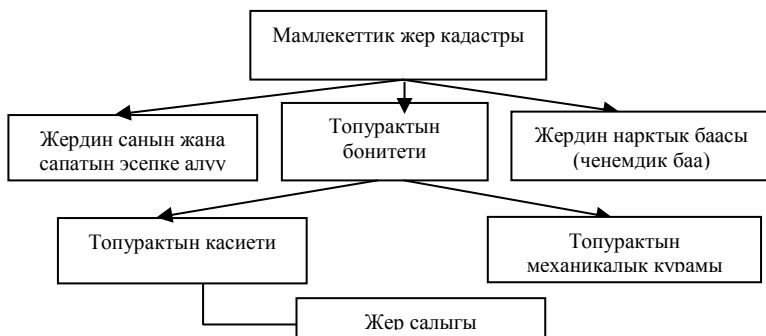 Мамлекеттик жер кадастры
Жердин санын жана
сапатын эсепке алуу
Топурактын
бонитети
Жердин нарктык баасы
(ченемдик баа)
Топурактын касиети
Топурактын
механикалык курамы
Жер салыгы